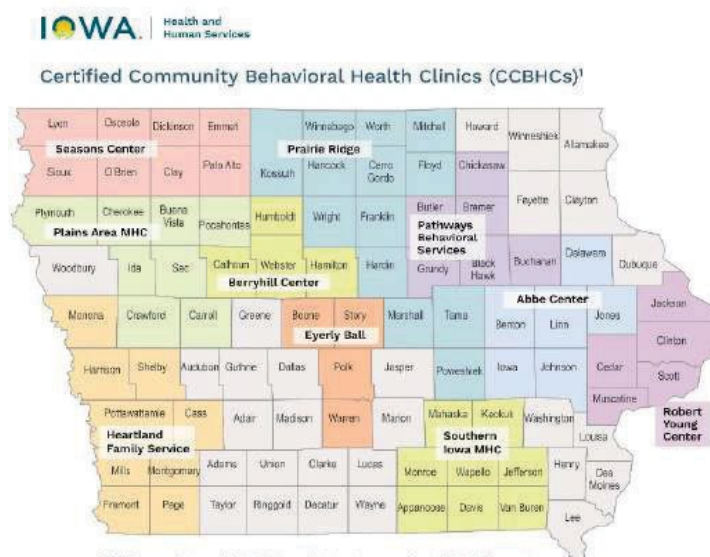 IOWA. Health and
Human Services
Certified Community Behavioral Health Clinics (CCBHCs)¹
Lyon Osceola Dickinson Emmet Winnebago Worth Mitchell Howard Winneshiek Allamakee
Seasons Center Prairie Ridge
Sioux O'Brien Clay Palo Alto Kossuth Hancock Cerro Gordo Floyd Chickasaw
Plymouth Cherokee Buena Vista Pocahontas Humboldt Wright Franklin Butler Bremer Fayette Clayton
Plains Area MHC Pathways Behavioral Services
Woodbury Ida Sac Calhoun Webster Hamilton Hardin Grundy Black Hawk Buchanan Delaware Dubuque
Berryhill Center Abbe Center
Monona Crawford Carroll Greene Boone Story Marshall Tama Benton Linn Jones Jackson
Eyerly Ball
Clinton
Harrison Shelby Audubon Guthrie Dallas Polk Jasper Poweshiek Iowa Johnson Cedar Scott
Muscatine
Pottawattamie Cass Adair Madison Warren Marion Mahaska Keokuk Washington Louisa
Robert Young Center
Heartland Family Service Southern Iowa MHC
Mills Montgomery Adams Union Clarke Lucas Monroe Wapello Jefferson Henry Des Moines
Fremont Page Taylor Ringgold Decatur Wayne Appanoose Davis Van Buren Lee